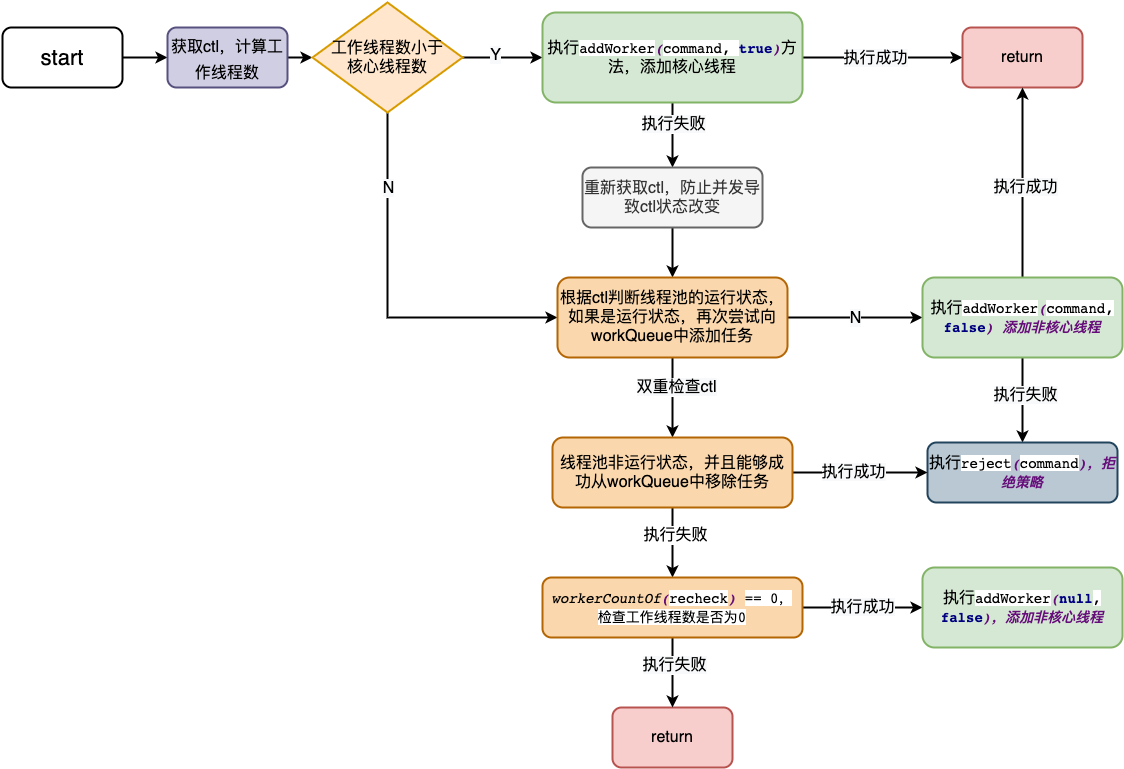 start
获取ctl，计算工
作线程数
工作线程数小于
核心线程数
Y
执行addWorker(command, true)方
法，添加核心线程
执行成功
return
执行失败
N
重新获取ctl，防止并发导
致ctl状态改变
执行成功
根据ctl判断线程池的运行状态，
如果是运行状态，再次尝试向
workQueue中添加任务
N
执行addWorker(command,
false) 添加非核心线程
双重检查ctl
执行失败
线程池非运行状态，并且能够成
功从workQueue中移除任务
执行成功
执行reject(command)，拒
绝策略
执行失败
workerCountOf(recheck) == 0，
检查工作线程数是否为0
执行成功
执行addWorker(null,
false)，添加非核心线程
执行失败
return